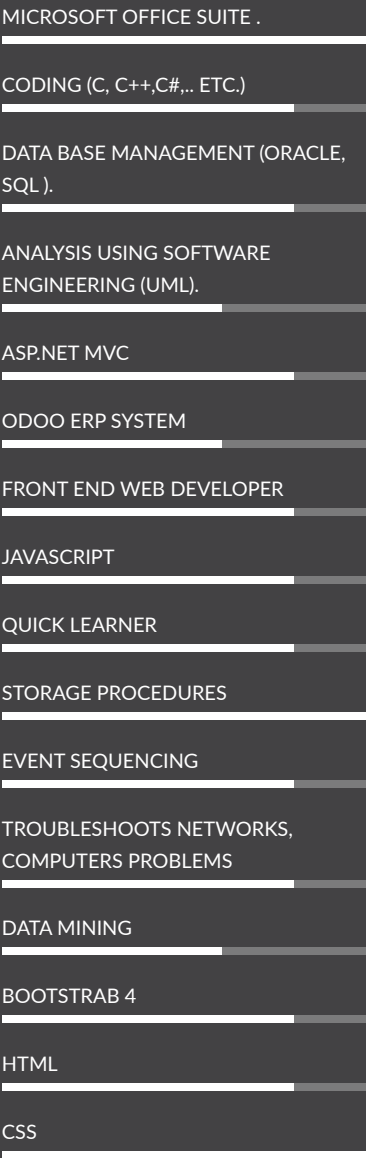 MICROSOFT OFFICE SUITE .
CODING (C, C++,C#,.. ETC.)
DATA BASE MANAGEMENT (ORACLE,
SQL ).
ANALYSIS USING SOFTWARE
ENGINEERING (UML).
ASP.NET MVC
ODOO ERP SYSTEM
FRONT END WEB DEVELOPER
JAVASCRIPT
QUICK LEARNER
STORAGE PROCEDURES
EVENT SEQUENCING
TROUBLESHOOTS NETWORKS,
COMPUTERS PROBLEMS
DATA MINING
BOOTSTRAB 4
HTML
CSS